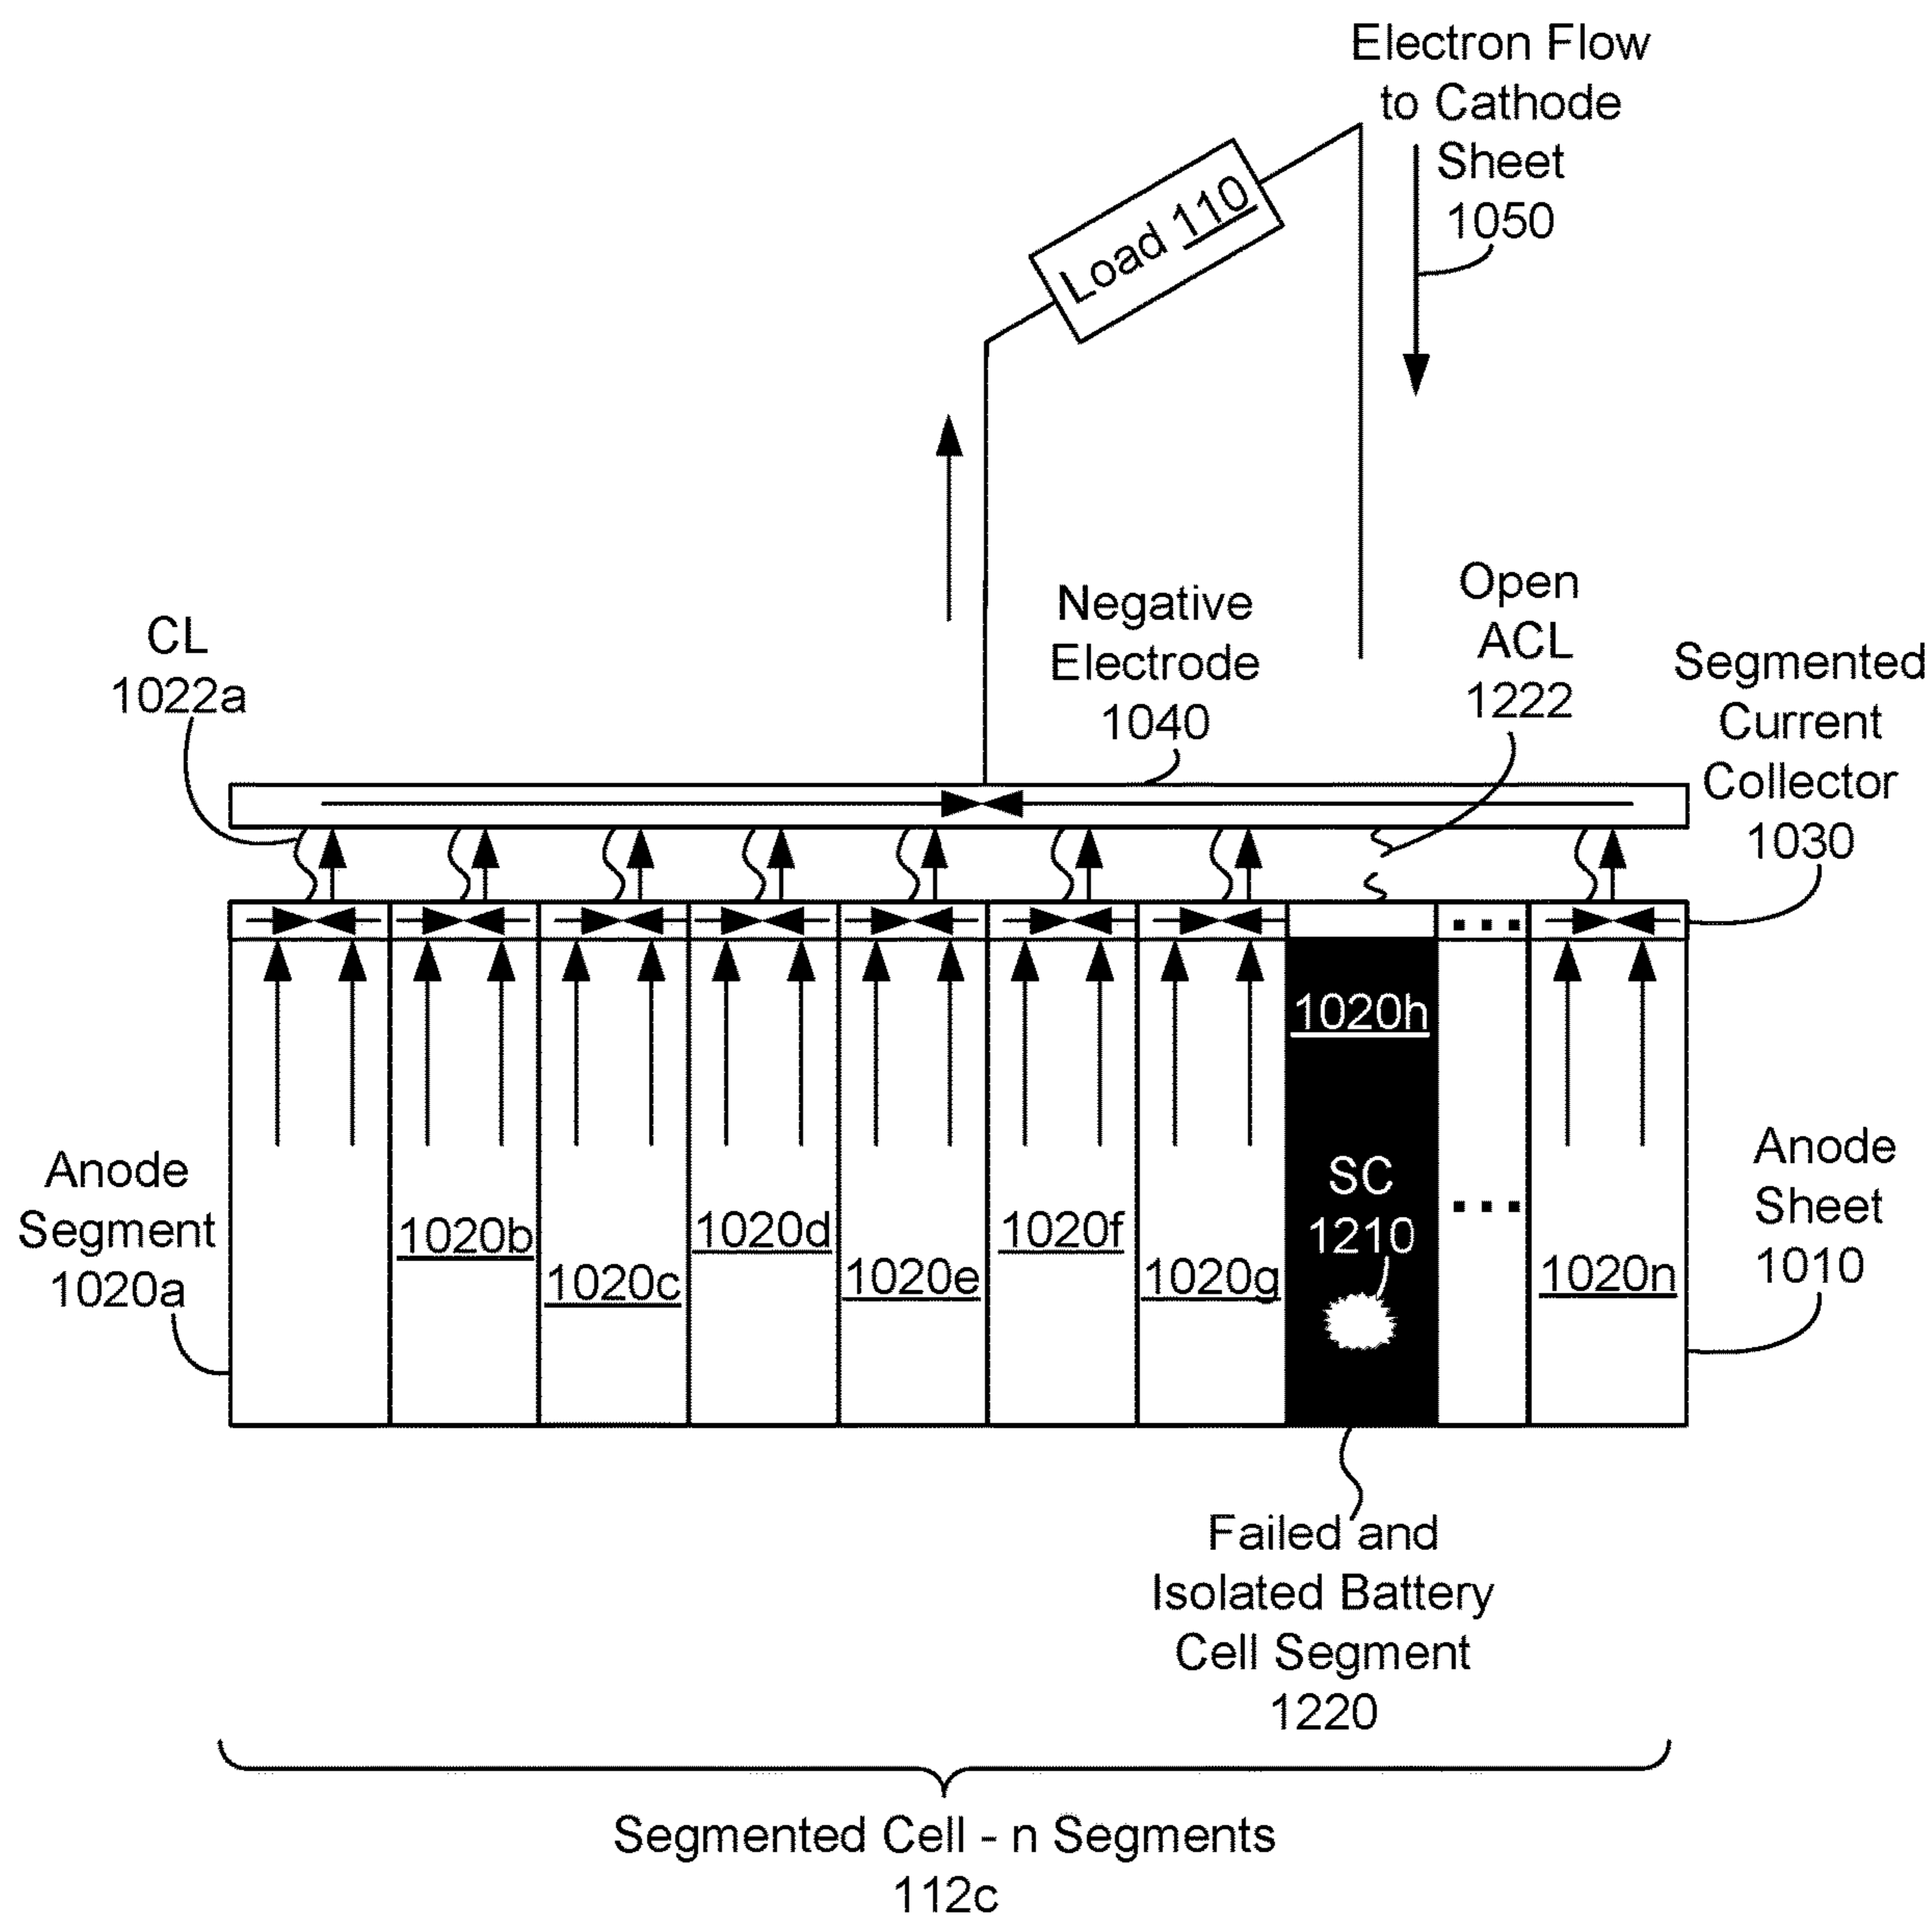 Electron Flow
to Cathode
Sheet
1050
Load 110
Open
ACL
1222
Negative
Electrode
1040
CL
1022a
Segmented
Current
Collector
1030
...
1020h
Anode
Segment
1020a
1020b
1020c
1020d
1020e
1020f
1020g
SC
1210
...
1020n
Anode
Sheet
1010
Failed and
Isolated Battery
Cell Segment
1220
Segmented Cell - n Segments
112c